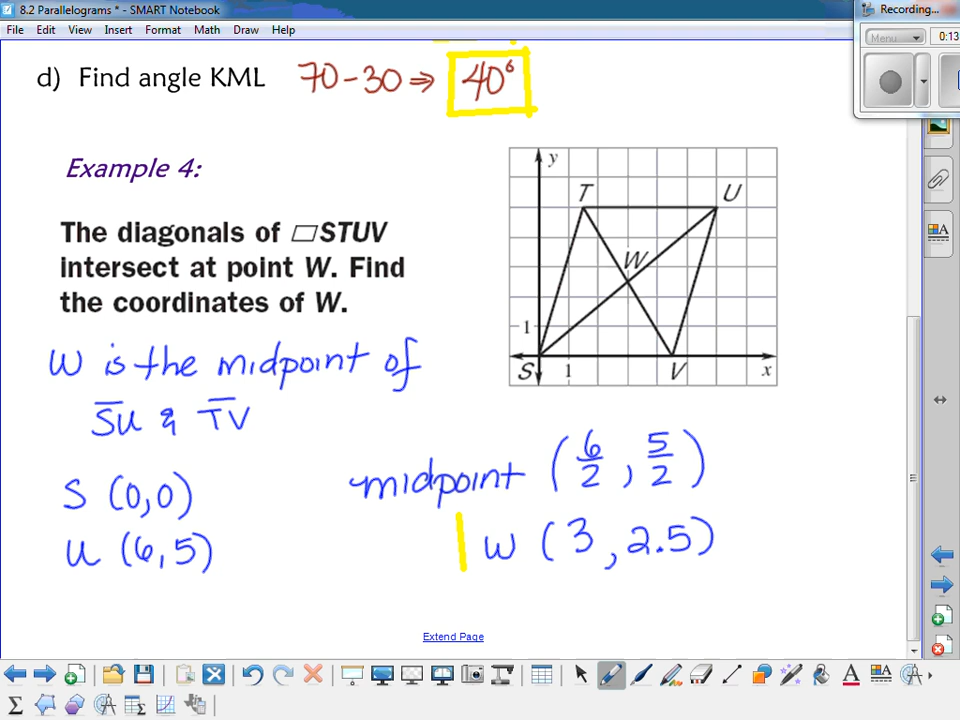 8.2 Parallelograms * - SMART Notebook
Recording...
File Edit View Insert Format Math Draw Help
Menu
0:13
d) Find angle KML 70-30 ⇒ 40°
Example 4:
The diagonals of ▱STUV
intersect at point W. Find
the coordinates of W.
y
T
U
W
1
S
1
V
x
W is the midpoint of
SU & TV
S (0,0)
U (6,5)
midpoint (6/2, 5/2)
W (3, 2.5)
Extend Page